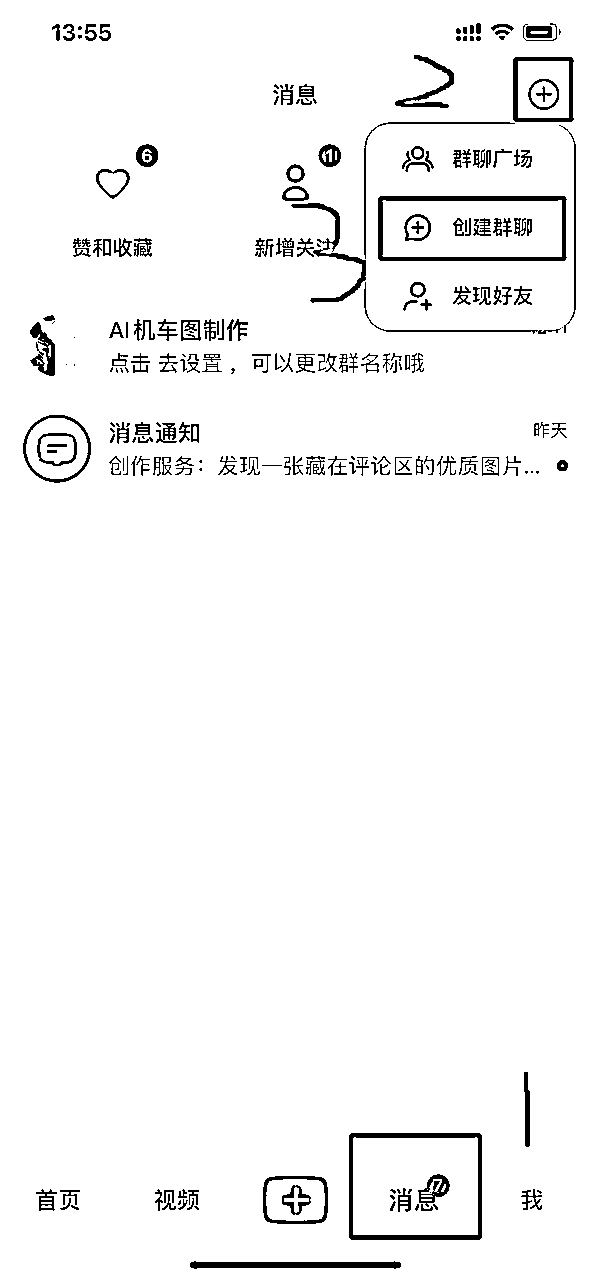 13:55
消息
2
6
群聊广场
赞和收藏
新增关注
3
创建群聊
发现好友
AI机车图制作
点击 去设置 ，可以更改群名称哦
消息通知
昨天
创作服务：发现一张藏在评论区的优质图片...
1
首页
视频
消息
我